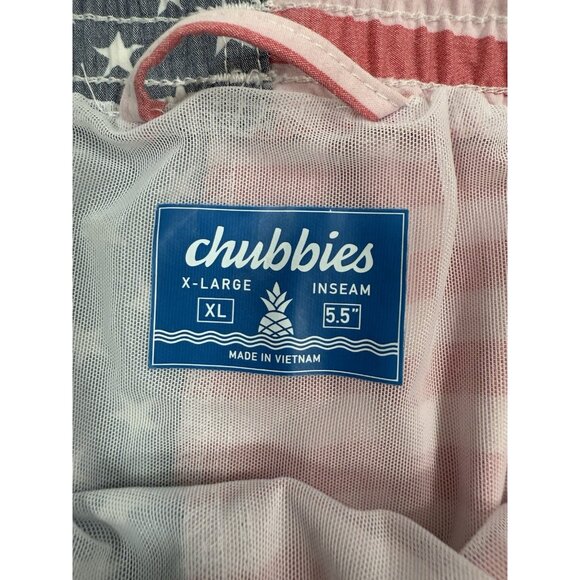 chubbies
X-LARGE INSEAM
XL 5.5"
MADE IN VIETNAM